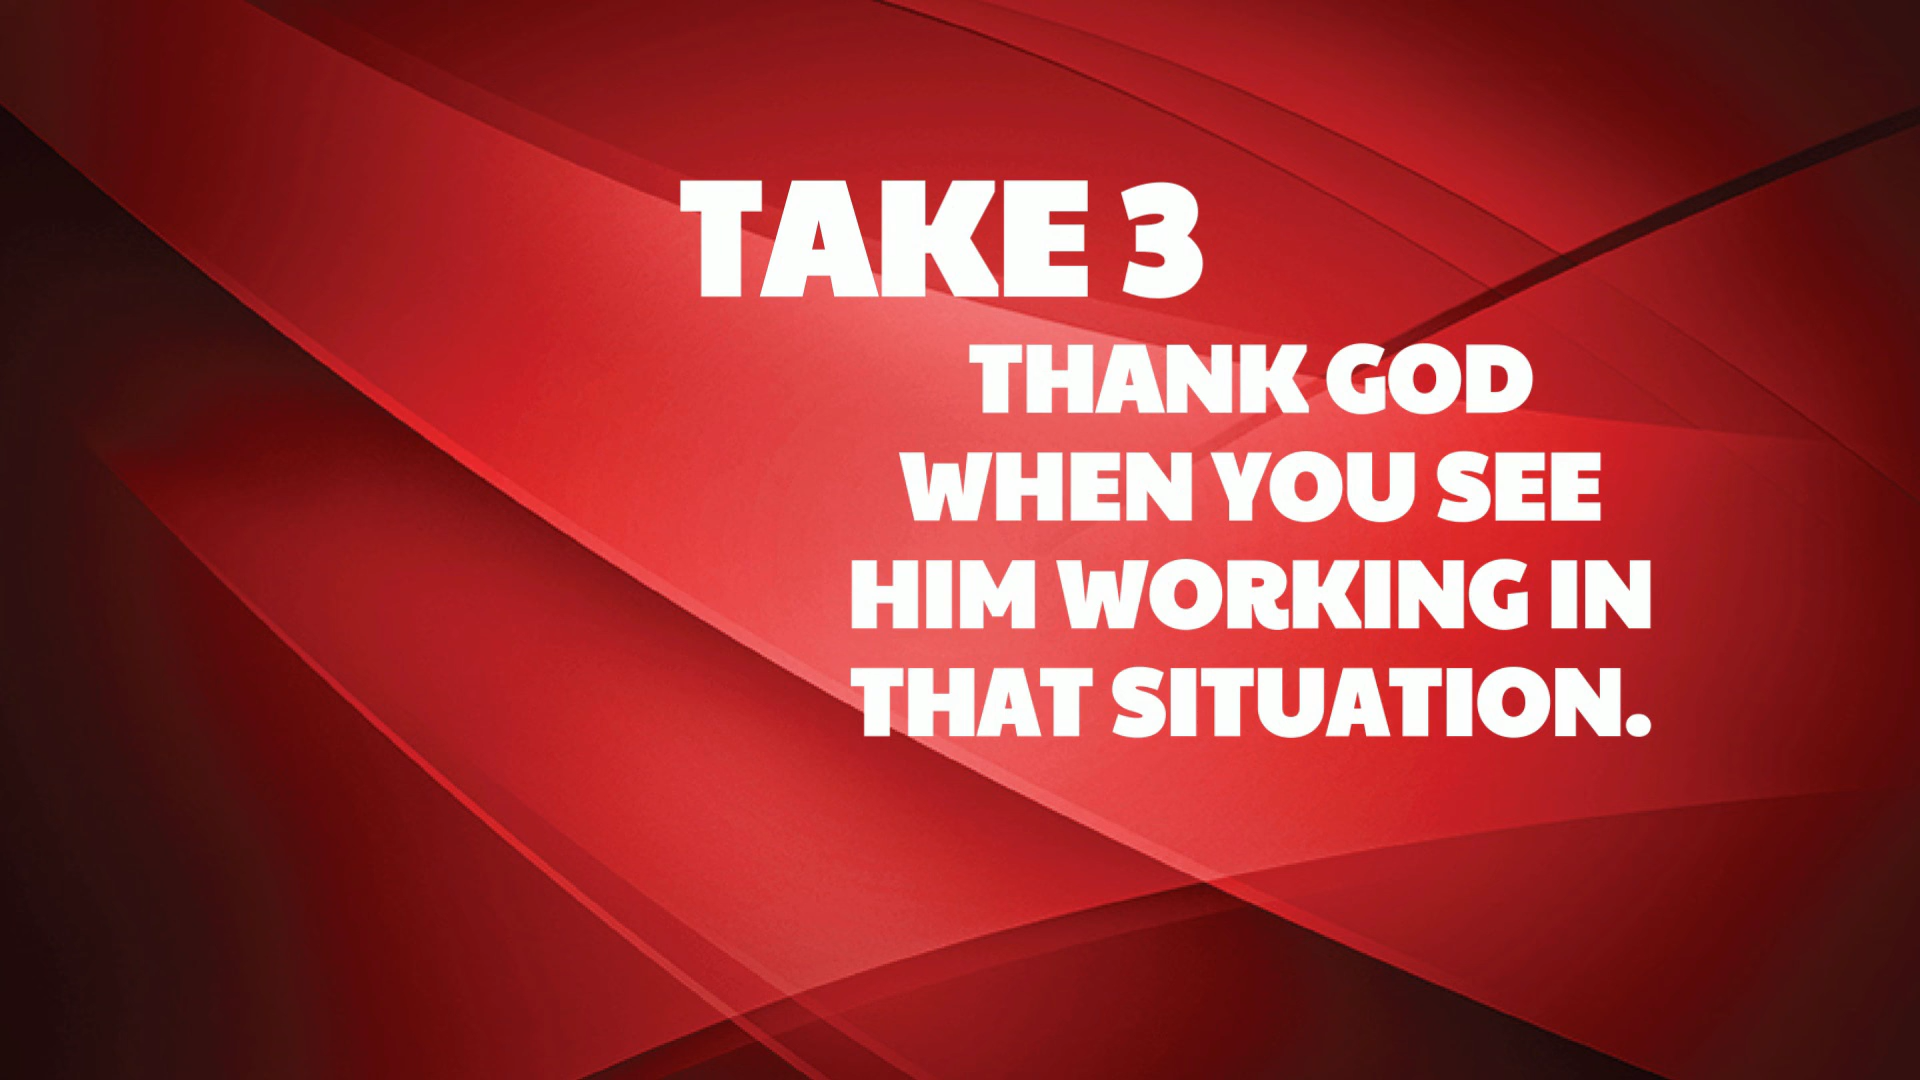 TAKE 3
THANK GOD
WHEN YOU SEE
HIM WORKING IN
THAT SITUATION.